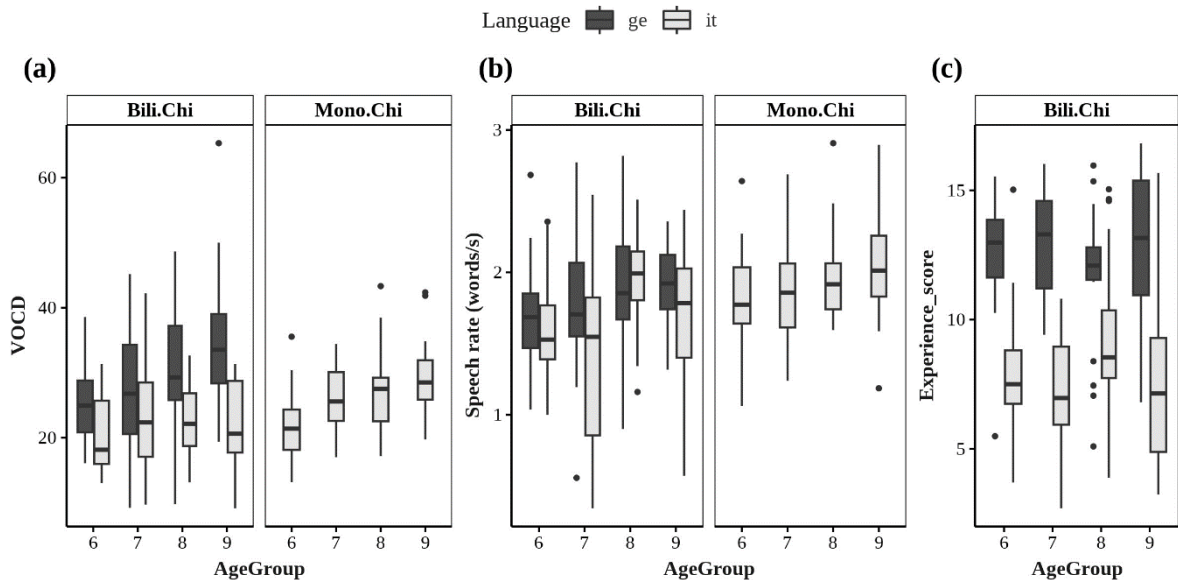 Language ge it
(a) (b) (c)
Bili.Chi Mono.Chi Bili.Chi Mono.Chi Bili.Chi
VOCD
60
40
20
6 7 8 9 6 7 8 9
AgeGroup
Speech rate (words/s)
3
2
1
6 7 8 9 6 7 8 9
AgeGroup
Experience_score
15
10
5
6 7 8 9
AgeGroup